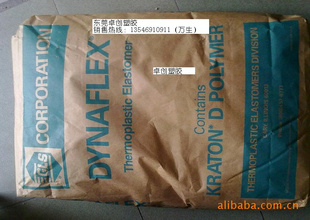 东莞卓创塑胶
销售热线：13546910911（万生）
卓创塑胶
GLS CORPORATION
DYNAFLEX
Thermoplastic Elastomer
Contains
KRATON D POLYMER
THERMOPLASTIC ELASTOMERS DIVISION
alibaba.com.cn